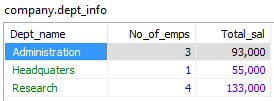 company.dept_info
Dept_name No_of_emps Total_sal
Administration 3 93,000
Headquaters 1 55,000
Research 4 133,000